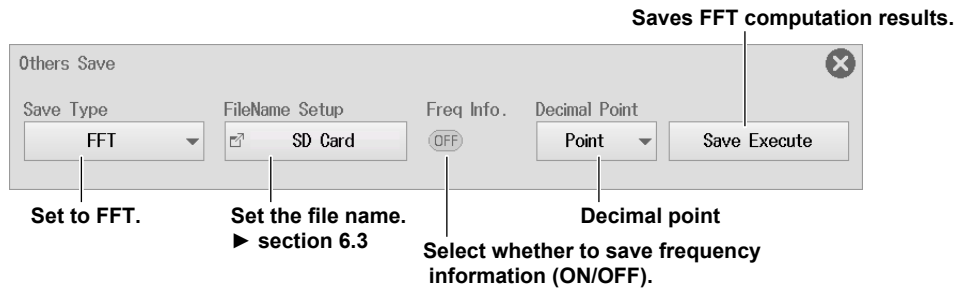 Saves FFT computation results.
Others Save
Save Type FileName Setup Freq Info. Decimal Point
FFT SD Card OFF Point Save Execute
Set to FFT. Set the file name. Decimal point
► section 6.3
Select whether to save frequency
information (ON/OFF).